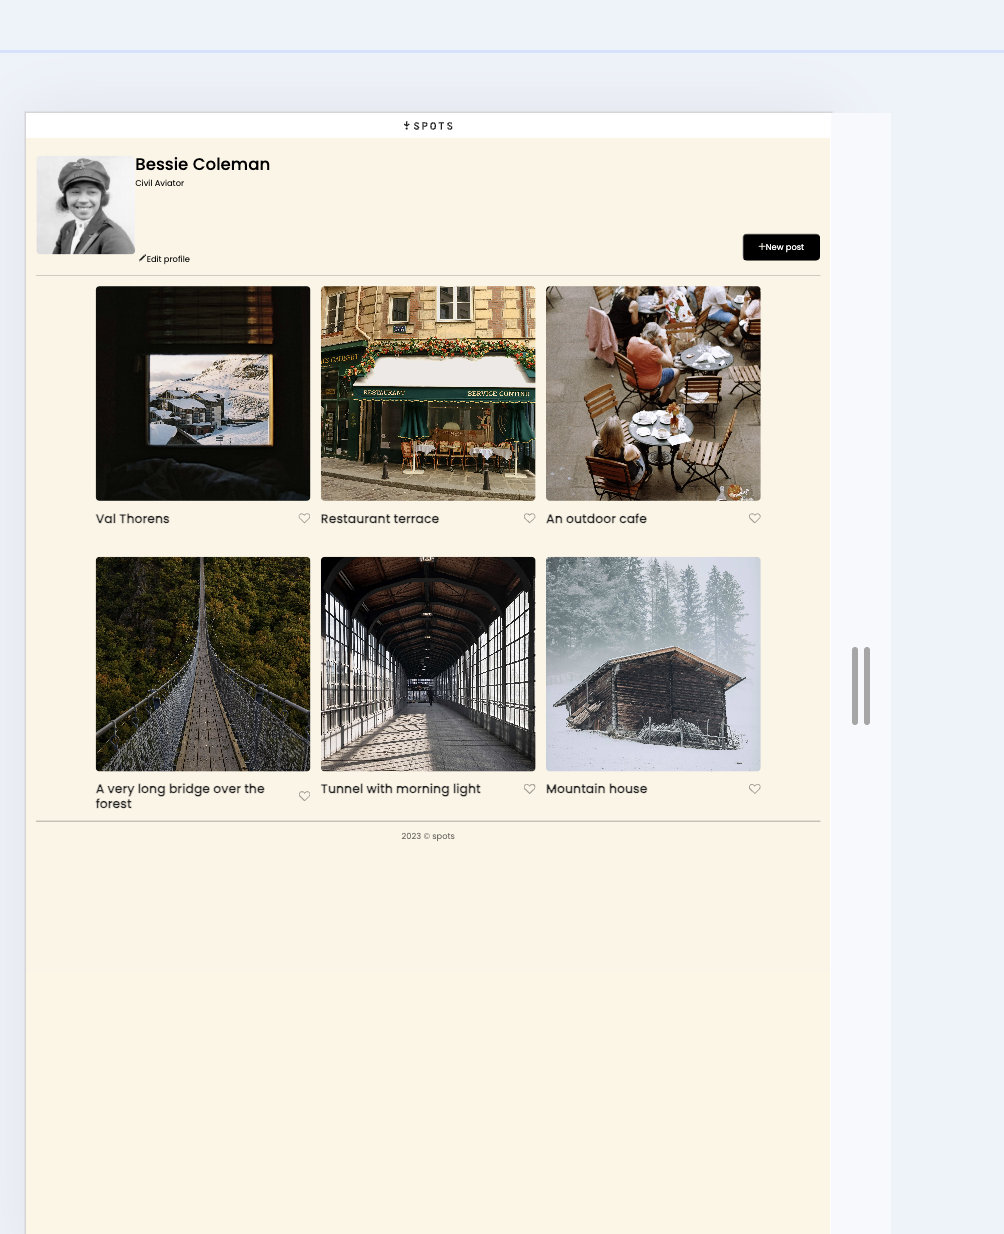 SPOTS
Bessie Coleman
Civil Aviator
Edit profile
New post
RESTAURANT
Val Thorens
Restaurant terrace
An outdoor cafe
A very long bridge over the
forest
Tunnel with morning light
Mountain house
2023 © spots